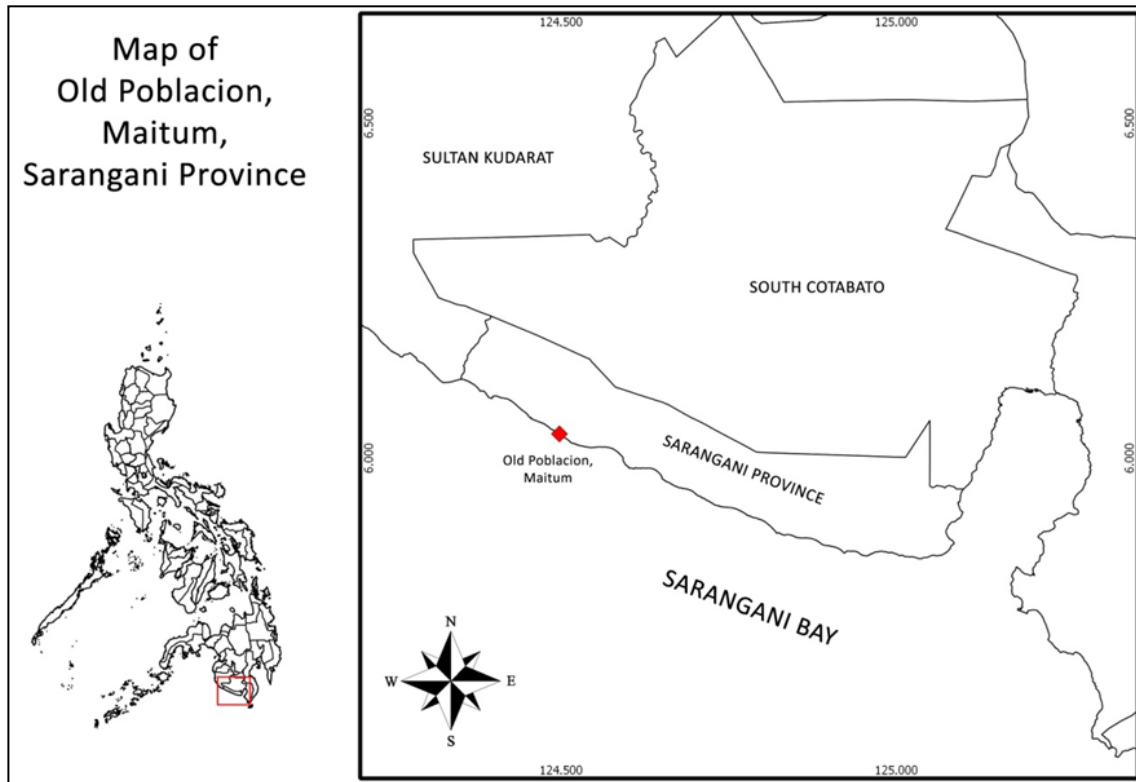 Map of
Old Poblacion,
Maitum,
Sarangani Province
124.500
125.000
6.500
6.500
SULTAN KUDARAT
SOUTH COTABATO
6.000
6.000
Old Poblacion,
Maitum
SARANGANI PROVINCE
SARANGANI BAY
N
W
E
S
124.500
125.000